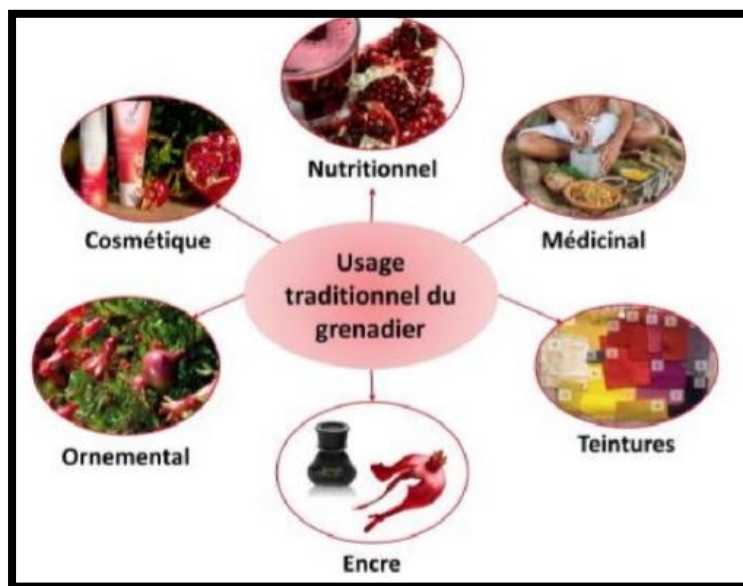 Nutritionnel
Cosmétique
Médicinal
Usage
traditionnel du
grenadier
Ornemental
Teintures
Encre